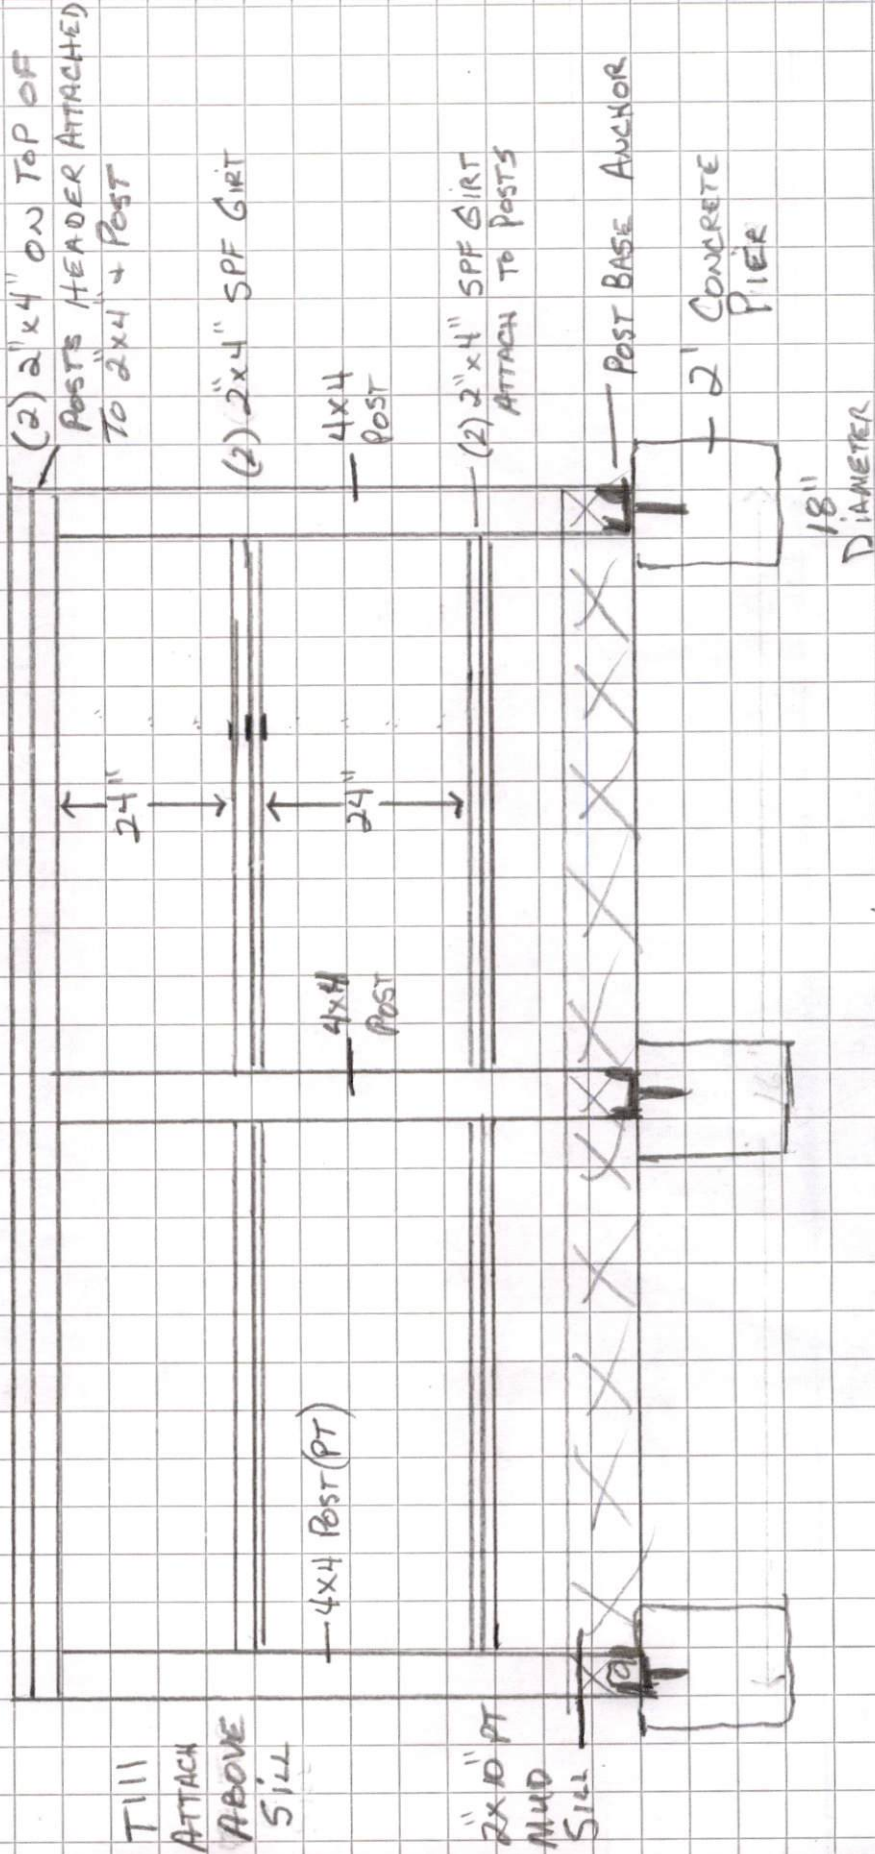 (2) 2"x4" ON TOP OF
POSTS HEADER ATTACHED
TO 2"x4" + POST
(2) 2"x4" SPF GIRT
4x4
POST
(2) 2"x4" SPF GIRT
ATTACH TO POSTS
POST BASE ANCHOR
2' CONCRETE
PIER
18"
DIAMETER
24"
24"
4x4
POST
4x4 POST (PT)
T111
ATTACH
ABOVE
SILL
2"x10" PT
MUD
SILL